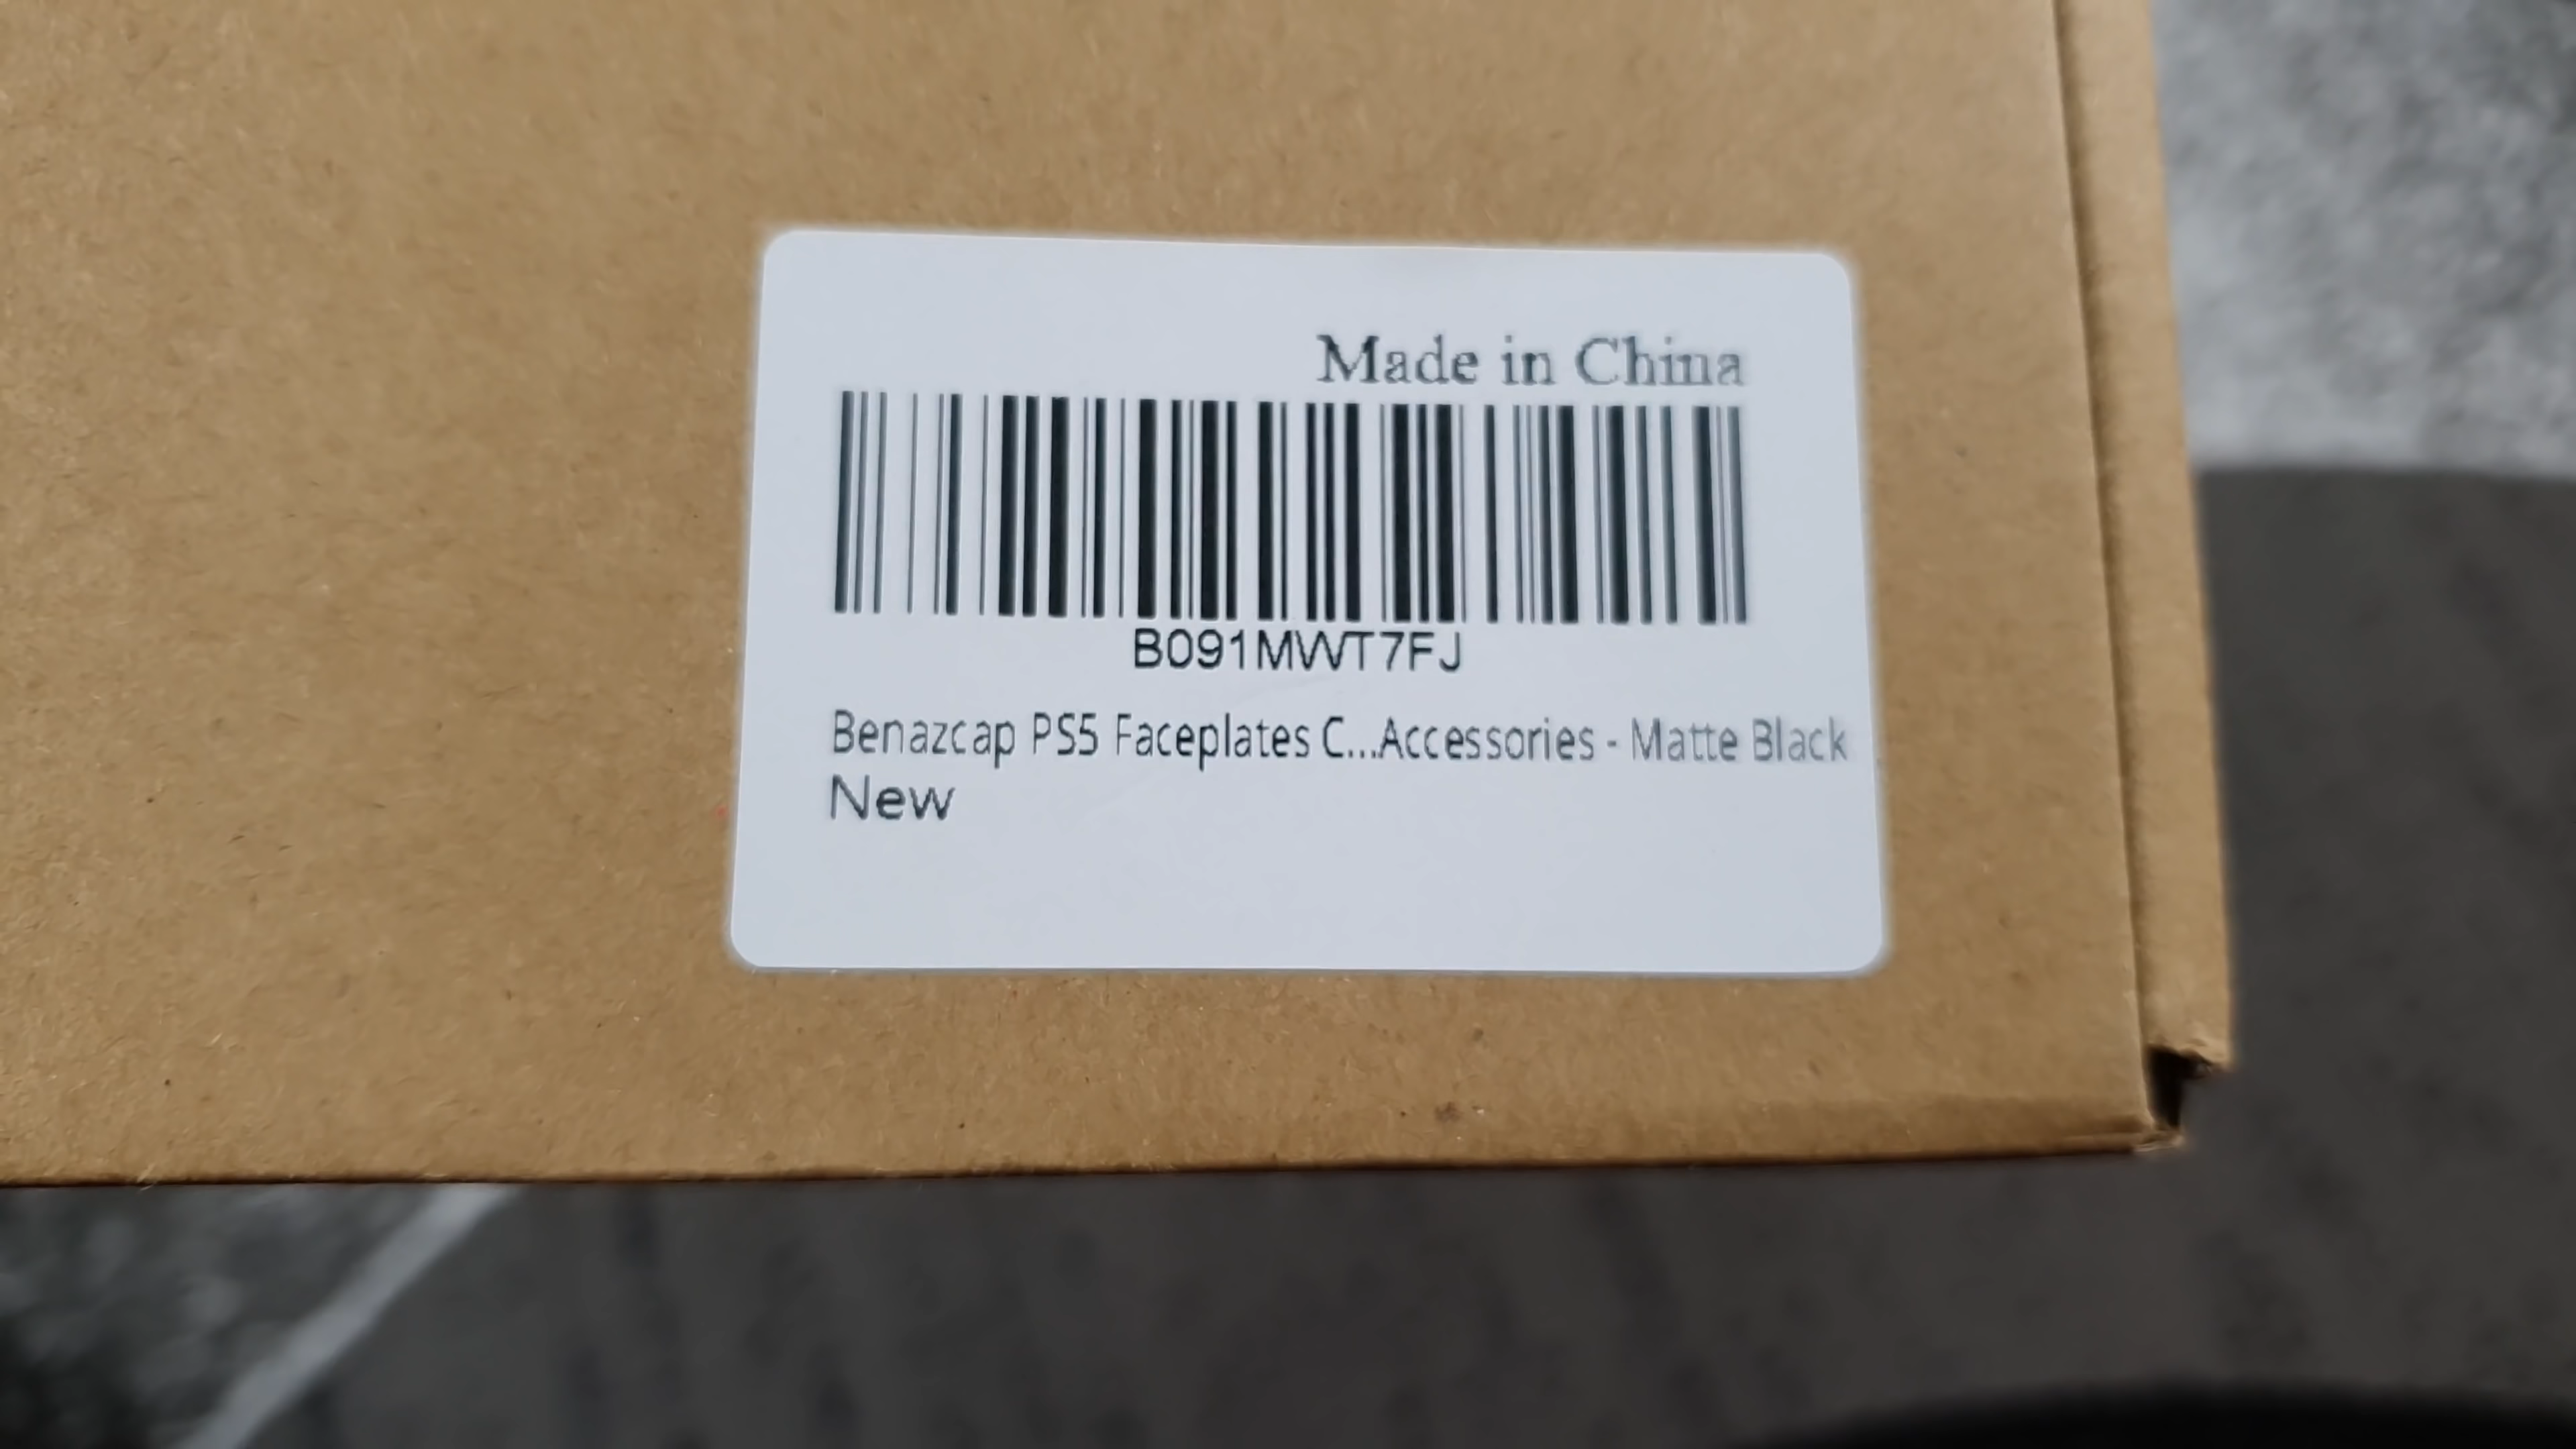 Made in China
B091MWT7FJ
Benazcap PS5 Faceplates C...Accessories - Matte Black
New